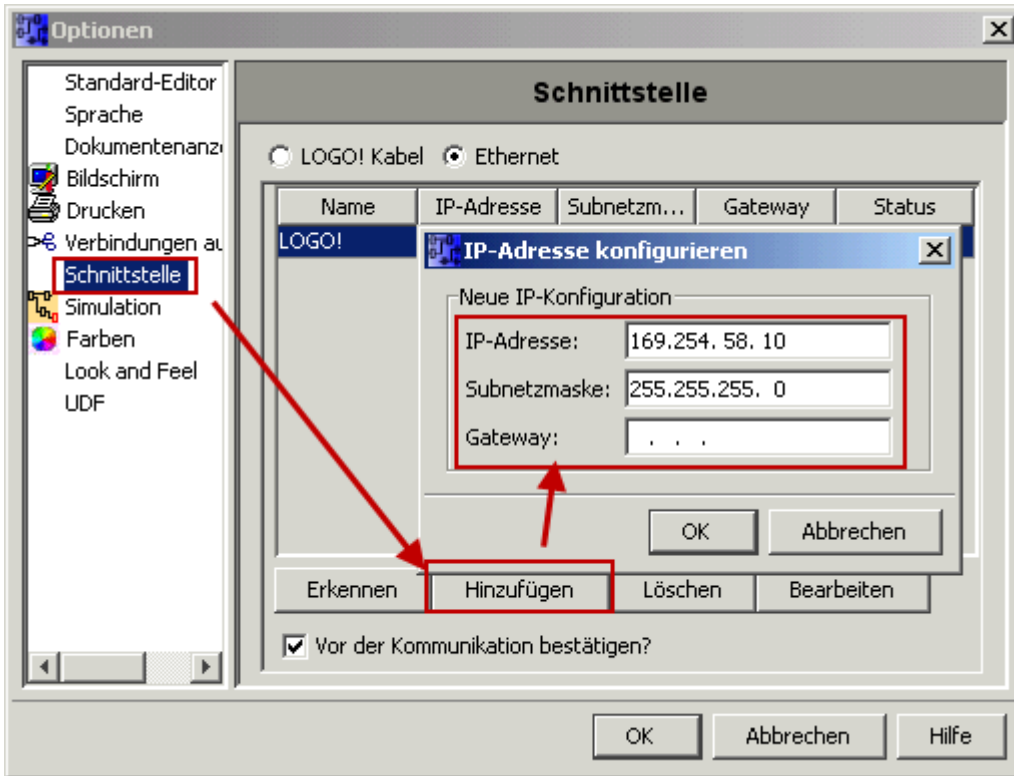 Optionen
Standard-Editor
Sprache
Dokumentenanz
Bildschirm
Drucken
Verbindungen au
Schnittstelle
Simulation
Farben
Look and Feel
UDF
Schnittstelle
LOGO! Kabel Ethernet
Name IP-Adresse Subnetzm... Gateway Status
LOGO!
IP-Adresse konfigurieren
Neue IP-Konfiguration
IP-Adresse: 169.254. 58. 10
Subnetzmaske: 255.255.255. 0
Gateway: . . .
OK Abbrechen
Erkennen Hinzufügen Löschen Bearbeiten
Vor der Kommunikation bestätigen?
OK Abbrechen Hilfe